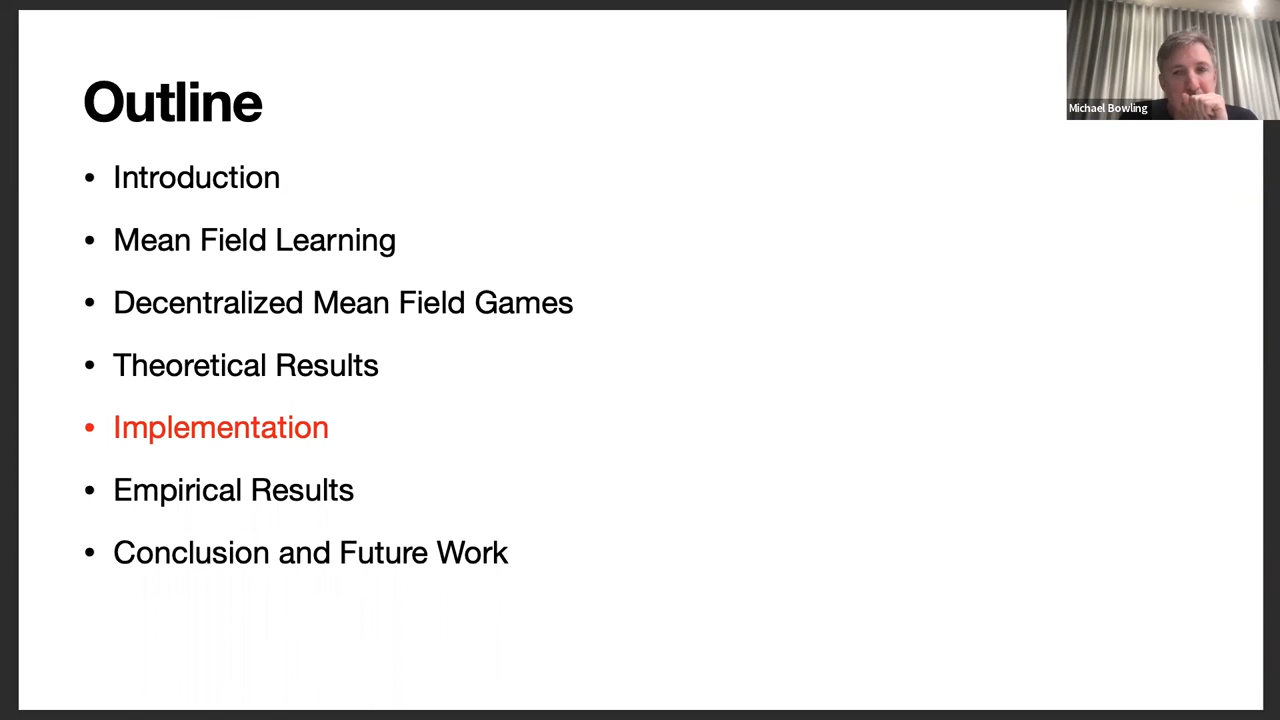 Outline
Michael Bowling
• Introduction
• Mean Field Learning
• Decentralized Mean Field Games
• Theoretical Results
• Implementation
• Empirical Results
• Conclusion and Future Work